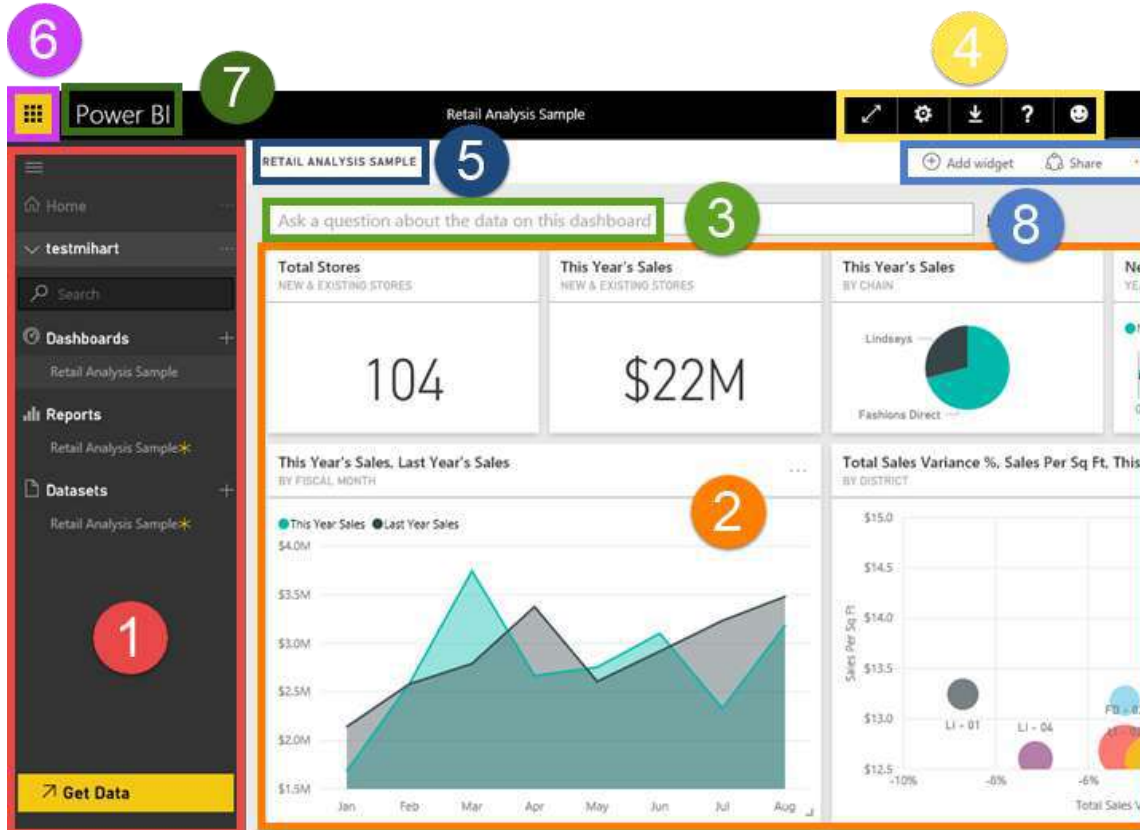 6
4
7
Power BI
Retail Analysis Sample
?
RETAIL ANALYSIS SAMPLE
5
Add widget
Share
Home
Ask a question about the data on this dashboard
3
8
testmihart
Search
Dashboards
Retail Analysis Sample
Reports
Retail Analysis Sample
Datasets
Retail Analysis Sample
1
Get Data
Total Stores
NEW & EXISTING STORES
104
This Year's Sales
NEW & EXISTING STORES
$22M
This Year's Sales
BY CHAIN
Lindseys
Fashions Direct
Ne
YE
This Year's Sales, Last Year's Sales
BY FISCAL MONTH
2
This Year Sales Last Year Sales
$4.0M
$3.5M
$3.0M
$2.5M
$2.0M
$1.5M
Jan Feb Mar Apr May Jun Jul Aug
Total Sales Variance %, Sales Per Sq Ft, This
BY DISTRICT
Sales Per Sq Ft
$15.0
$14.5
$14.0
$13.5
$13.0
$12.5
LI - 01
LI - 04
-10% -8% -6%
Total Sales V